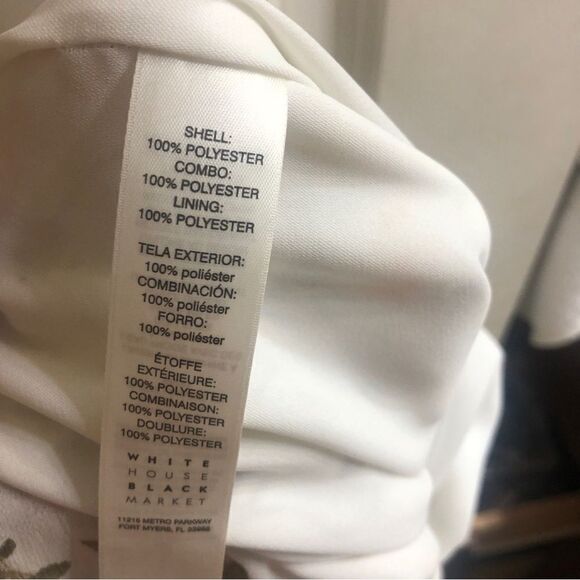 SHELL:
100% POLYESTER
COMBO:
100% POLYESTER
LINING:
100% POLYESTER
TELA EXTERIOR:
100% poliéster
COMBINACIÓN:
100% poliéster
FORRO:
100% poliéster
ÉTOFFE
EXTÉRIEURE:
100% POLYESTER
COMBINAISON:
100% POLYESTER
DOUBLURE:
100% POLYESTER
WHITE
HOUSE
BLACK
MARKET
11215 METRO PARKWAY
FORT MYERS, FL 33966